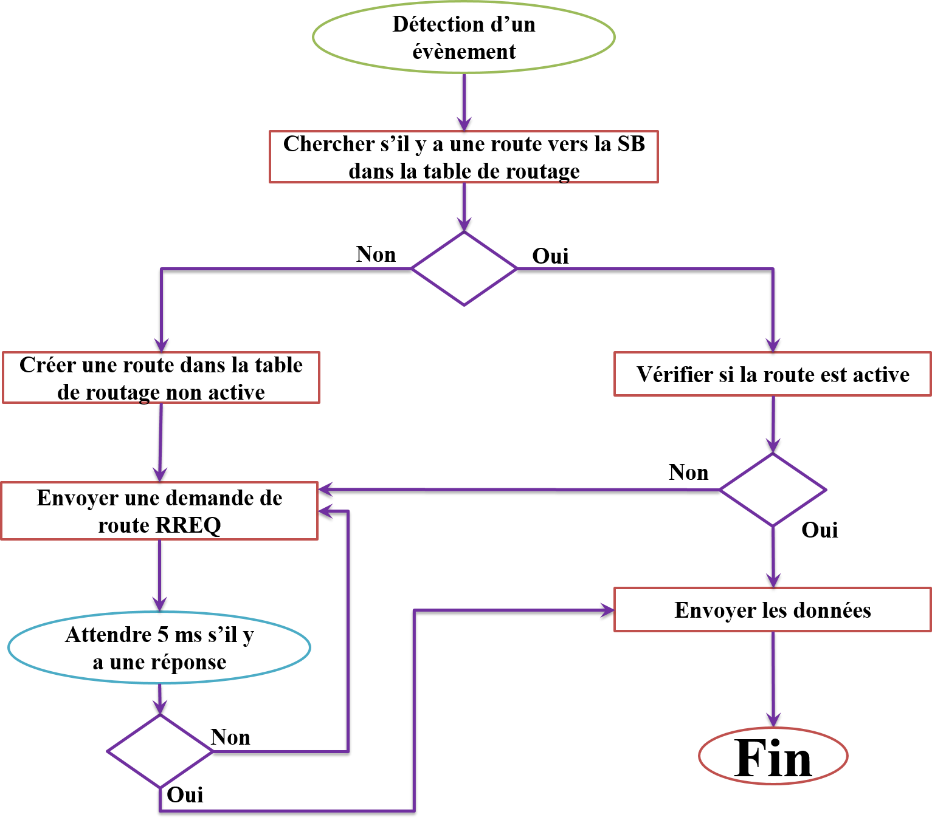 Détection d’un
évènement
Chercher s’il y a une route vers la SB
dans la table de routage
Non
Oui
Créer une route dans la table
de routage non active
Vérifier si la route est active
Non
Envoyer une demande de
route RREQ
Oui
Envoyer les données
Attendre 5 ms s’il y
a une réponse
Non
Oui
Fin